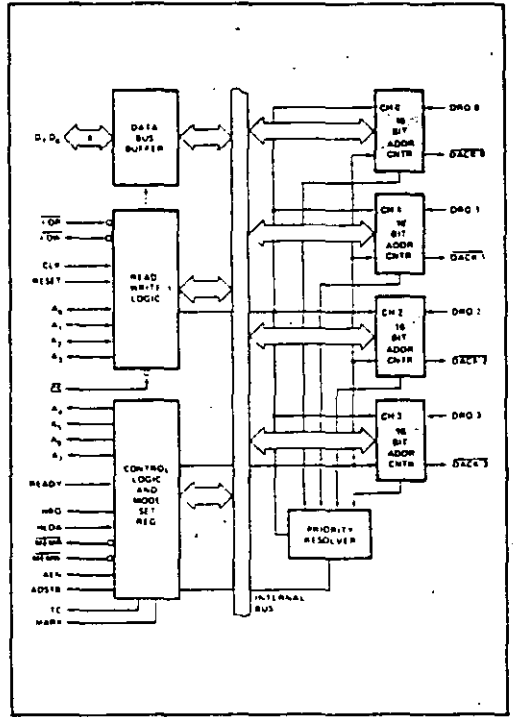 DATA
BUS
BUFFER
D7 D0
8
I/OR
I/OW
CLK
RESET
READ
WRITE
LOGIC
A0
A1
A2
A3
CS
A4
A5
A6
A7
READY
HRQ
HLDA
MEMR
MEMW
AEN
ADSTB
TC
MARK
CONTROL
LOGIC
AND
MODE
SET
REG
INTERNAL
BUS
CH 0
16
BIT
ADDR
CNTR
DRQ 0
DACK 0
CH 1
16
BIT
ADDR
CNTR
DRQ 1
DACK 1
CH 2
16
BIT
ADDR
CNTR
DRQ 2
DACK 2
CH 3
16
BIT
ADDR
CNTR
DRQ 3
DACK 3
PRIORITY
RESOLVER